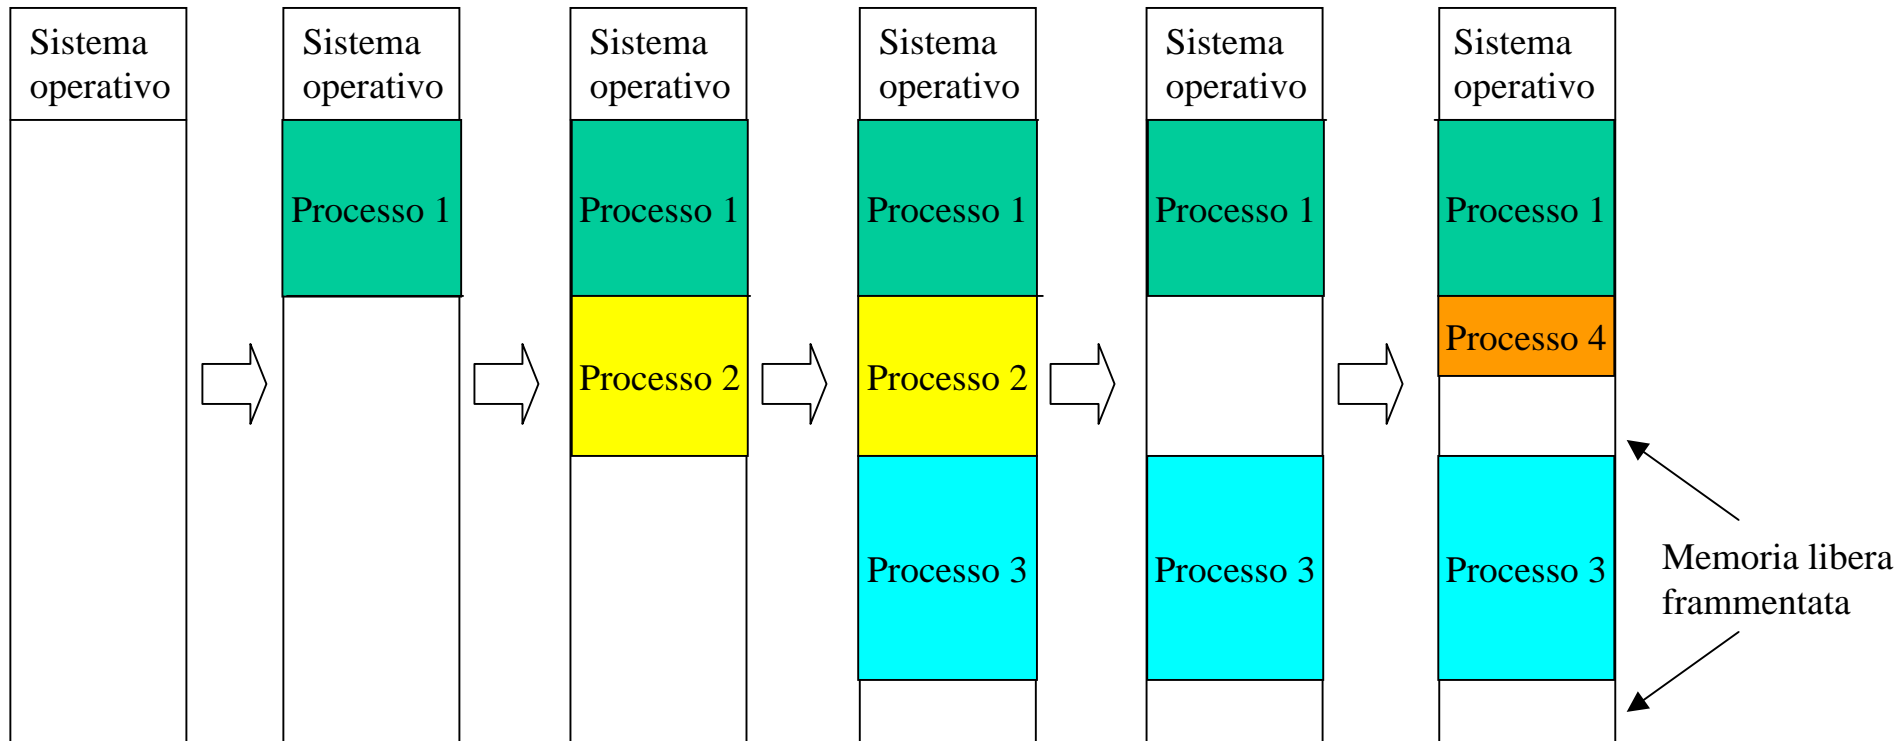 Sistema
operativo
Sistema
operativo
Processo 1
Sistema
operativo
Processo 1
Processo 2
Sistema
operativo
Processo 1
Processo 2
Processo 3
Sistema
operativo
Processo 1
Processo 3
Sistema
operativo
Processo 1
Processo 4
Processo 3
Memoria libera
frammentata